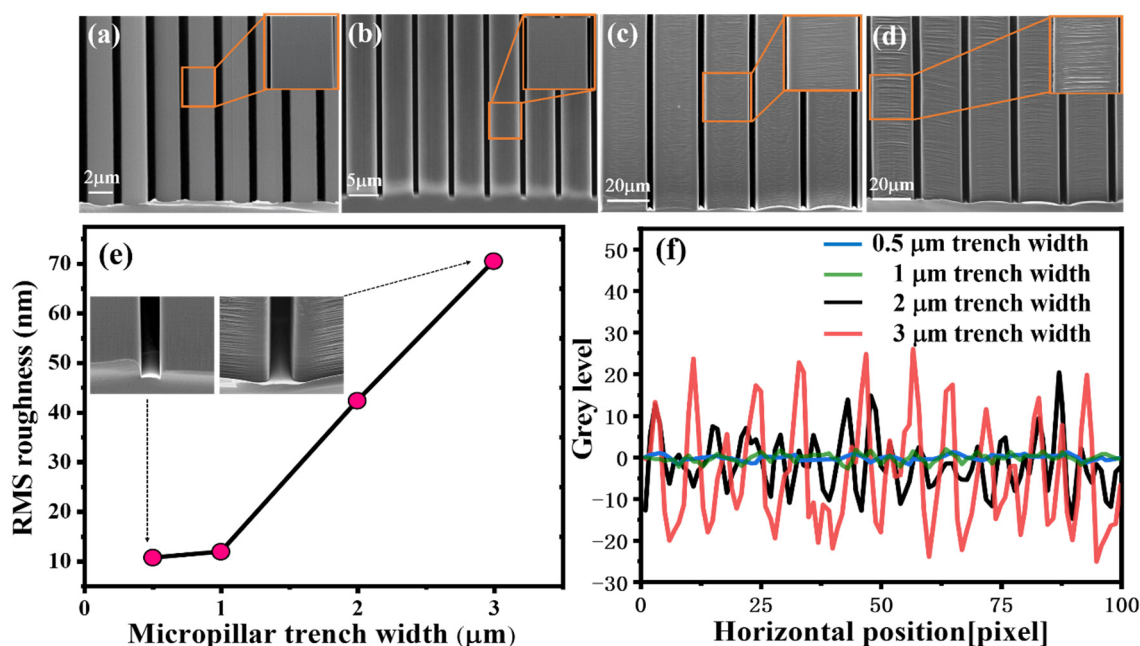 (a)
2μm
(b)
5μm
(c)
20μm
(d)
20μm
(e)
RMS roughness (nm)
70
60
50
40
30
20
10
0
1
2
3
Micropillar trench width (μm)
(f)
0.5 μm trench width
1 μm trench width
2 μm trench width
3 μm trench width
Grey level
50
40
30
20
10
0
-10
-20
-30
0
25
50
75
100
Horizontal position[pixel]